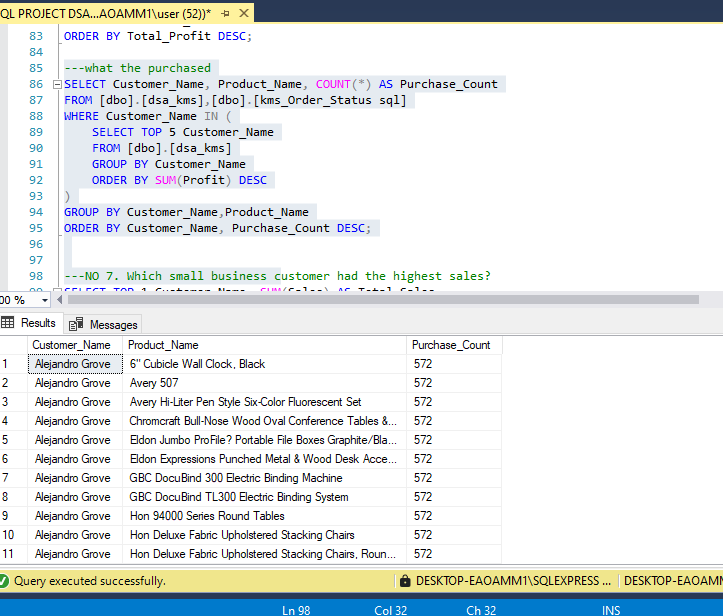 QL PROJECT DSA...AOAMM1\user (52))*
83 ORDER BY Total_Profit DESC;
84
85 ---what the purchased
86 SELECT Customer_Name, Product_Name, COUNT(*) AS Purchase_Count
87 FROM [dbo].[dsa_kms],[dbo].[kms_Order_Status sql]
88 WHERE Customer_Name IN (
89 SELECT TOP 5 Customer_Name
90 FROM [dbo].[dsa_kms]
91 GROUP BY Customer_Name
92 ORDER BY SUM(Profit) DESC
93 )
94 GROUP BY Customer_Name,Product_Name
95 ORDER BY Customer_Name, Purchase_Count DESC;
96
97
98 ---NO 7. Which small business customer had the highest sales?
99 SELECT TOP 1 Customer_Name, SUM(Sales) AS Total_Sales
00 %
Results Messages
Customer_Name Product_Name Purchase_Count
1 Alejandro Grove 6" Cubicle Wall Clock, Black 572
2 Alejandro Grove Avery 507 572
3 Alejandro Grove Avery Hi-Liter Pen Style Six-Color Fluorescent Set 572
4 Alejandro Grove Chromcraft Bull-Nose Wood Oval Conference Tables &... 572
5 Alejandro Grove Eldon Jumbo ProFile? Portable File Boxes Graphite/Bla... 572
6 Alejandro Grove Eldon Expressions Punched Metal & Wood Desk Acce... 572
7 Alejandro Grove GBC DocuBind 300 Electric Binding Machine 572
8 Alejandro Grove GBC DocuBind TL300 Electric Binding System 572
9 Alejandro Grove Hon 94000 Series Round Tables 572
10 Alejandro Grove Hon Deluxe Fabric Upholstered Stacking Chairs 572
11 Alejandro Grove Hon Deluxe Fabric Upholstered Stacking Chairs, Roun... 572
Query executed successfully. DESKTOP-EAOAMM1\SQLEXPRESS ... DESKTOP-EAOAMM
Ln 98 Col 32 Ch 32 INS